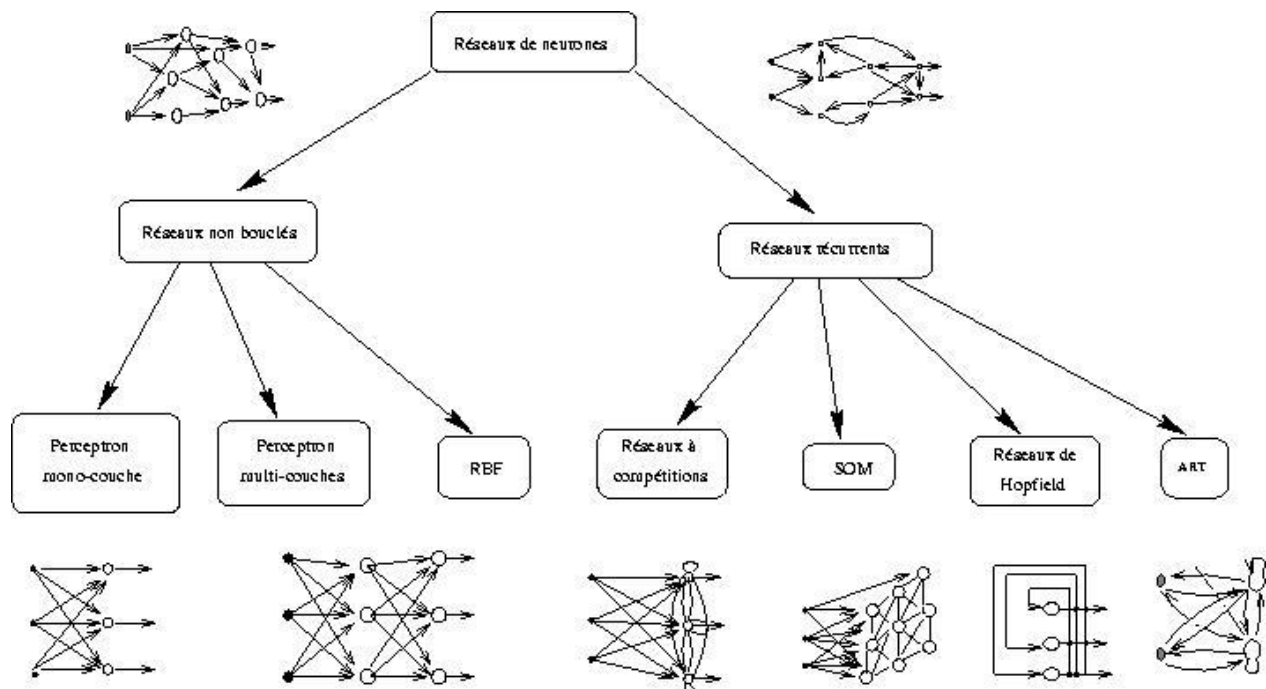 Réseaux de neurones
Réseaux non bouclés
Réseaux récurrents
Perceptron
mono-couche
Perceptron
multi-couches
RBF
Réseaux à
compétitions
SOM
Réseaux de
Hopfield
ART